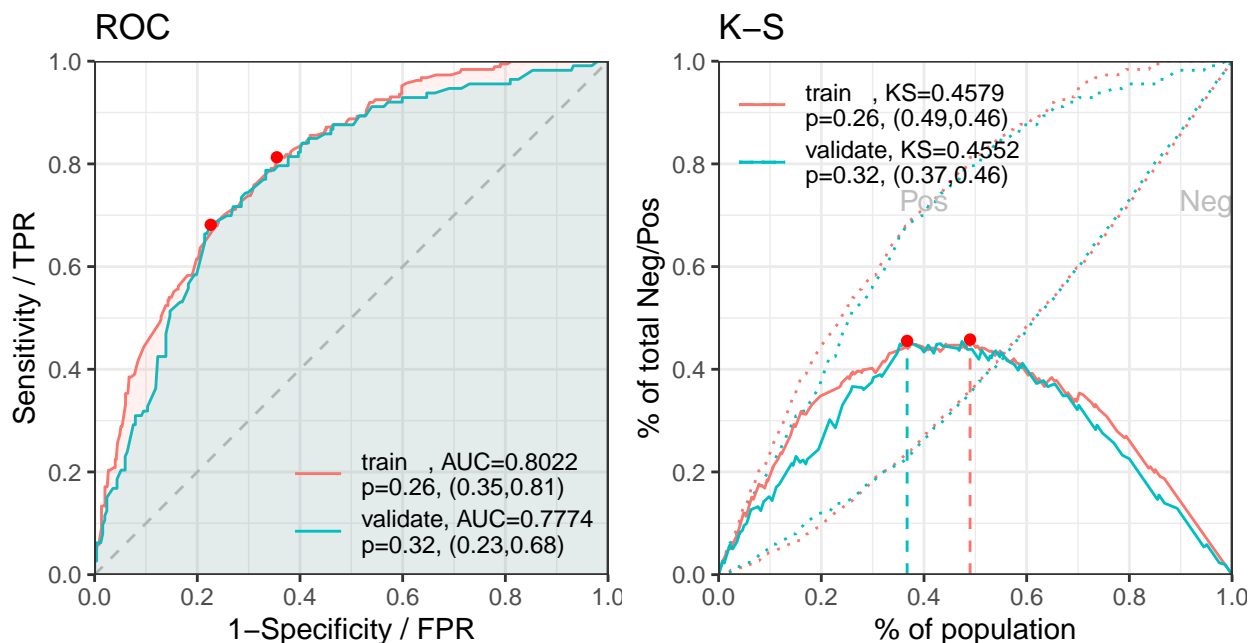 ROC
1.0
0.8
0.6
0.4
0.2
0.0
Sensitivity / TPR
train , AUC=0.8022
p=0.26, (0.35,0.81)
validate, AUC=0.7774
p=0.32, (0.23,0.68)
0.0 0.2 0.4 0.6 0.8 1.0
1−Specificity / FPR
K−S
1.0
0.8
0.6
0.4
0.2
0.0
% of total Neg/Pos
train , KS=0.4579
p=0.26, (0.49,0.46)
validate, KS=0.4552
p=0.32, (0.37,0.46)
Pos Neg
0.0 0.2 0.4 0.6 0.8 1.0
% of population